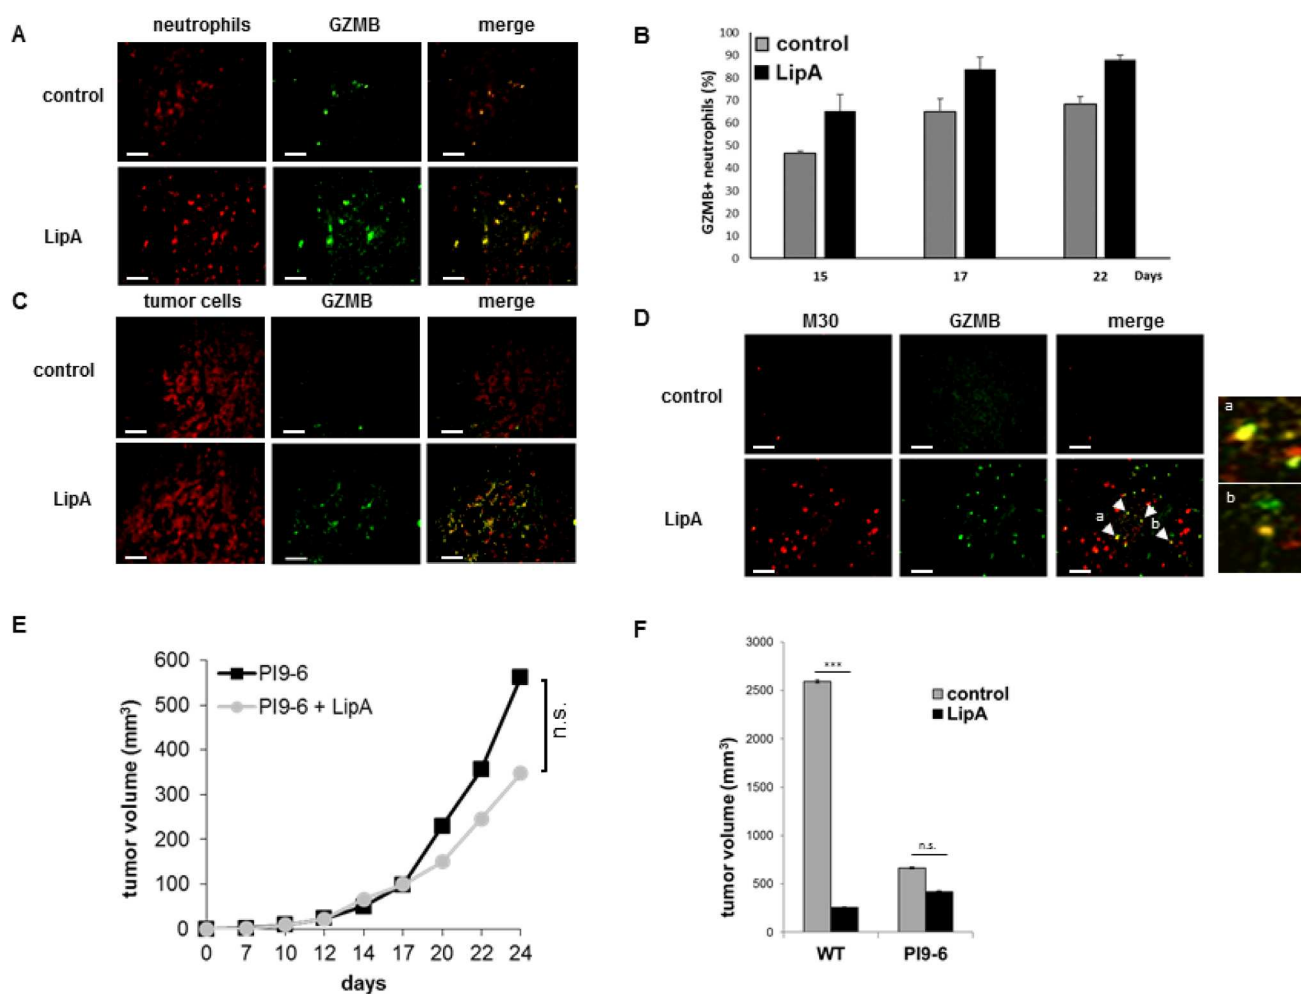 A
neutrophils GZMB merge
control
LipA
B
100
90
80
70
60
50
40
30
20
10
0
GZMB+ neutrophils (%)
control
LipA
15 17 22 Days
C
tumor cells GZMB merge
control
LipA
D
M30 GZMB merge
control
LipA
a
b
a
b
E
600
500
400
300
200
100
0
tumor volume (mm³)
PI9-6
PI9-6 + LipA
n.s.
0 7 10 12 14 17 20 22 24
days
F
3000
2500
2000
1500
1000
500
0
tumor volume (mm³)
***
n.s.
control
LipA
WT PI9-6